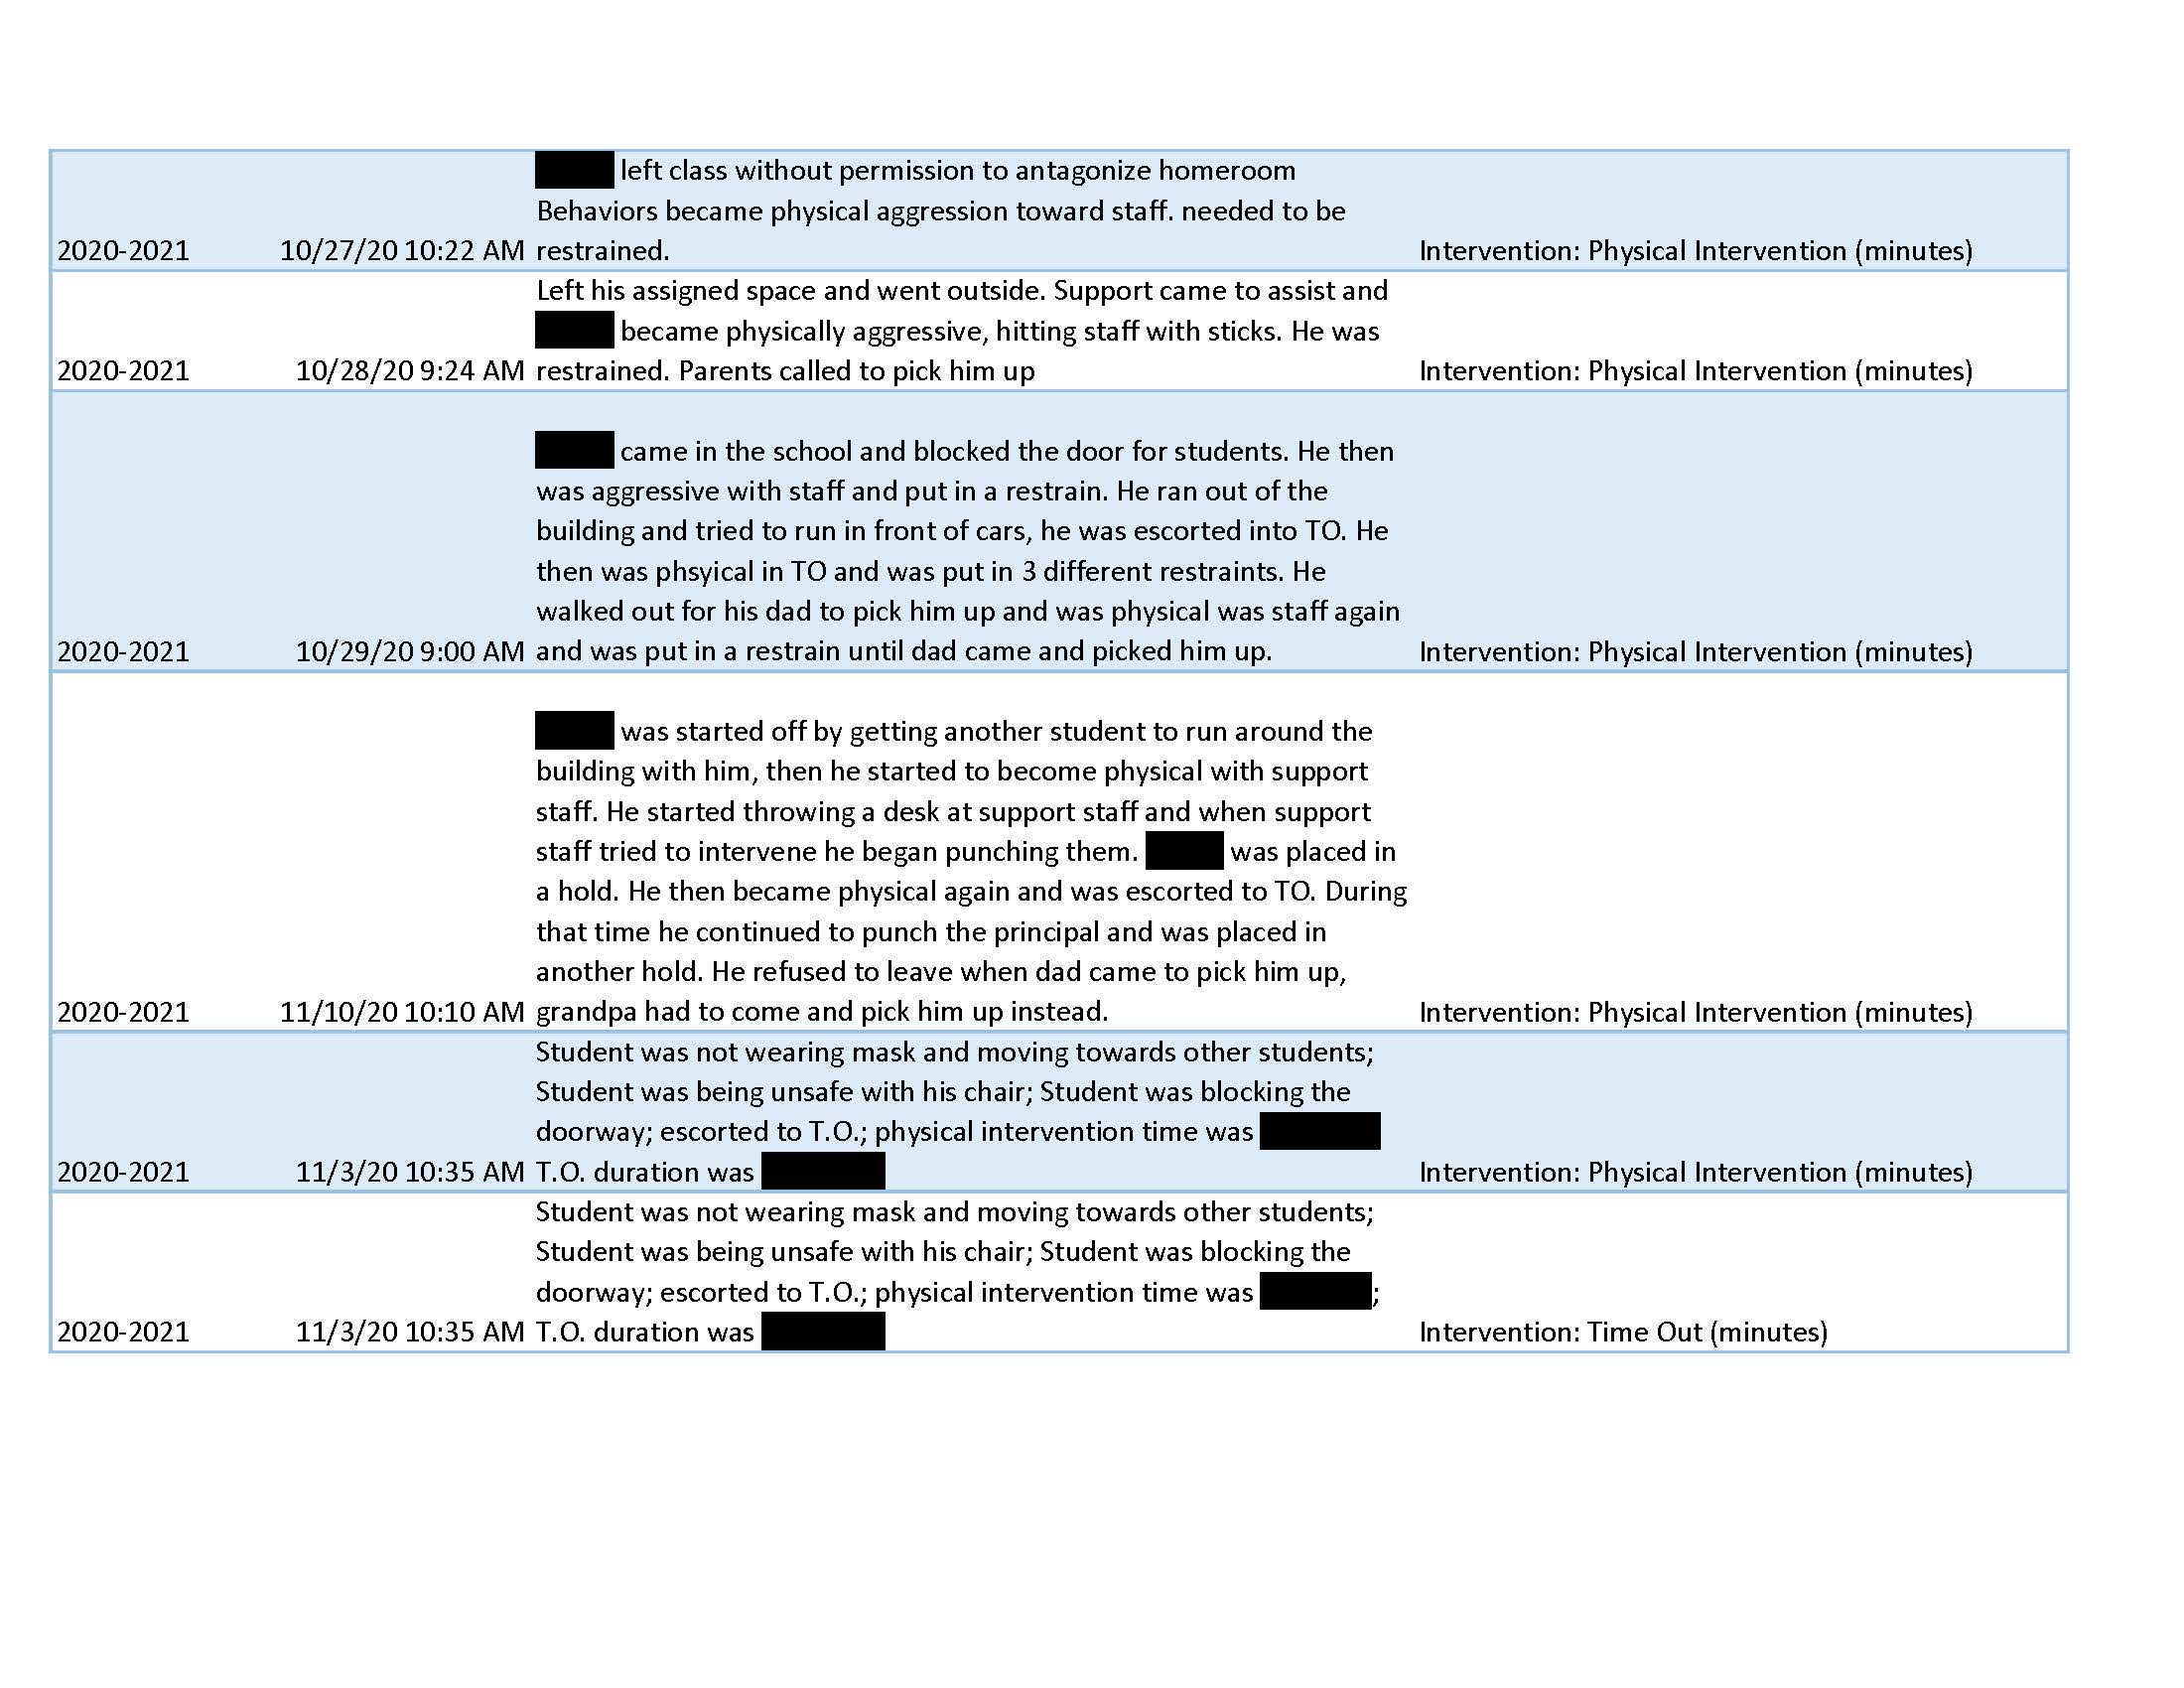 left class without permission to antagonize homeroom
Behaviors became physical aggression toward staff. needed to be
2020-2021 10/27/20 10:22 AM restrained. Intervention: Physical Intervention (minutes)
Left his assigned space and went outside. Support came to assist and
became physically aggressive, hitting staff with sticks. He was
2020-2021 10/28/20 9:24 AM restrained. Parents called to pick him up Intervention: Physical Intervention (minutes)
came in the school and blocked the door for students. He then
was aggressive with staff and put in a restrain. He ran out of the
building and tried to run in front of cars, he was escorted into TO. He
then was phsyical in TO and was put in 3 different restraints. He
walked out for his dad to pick him up and was physical was staff again
2020-2021 10/29/20 9:00 AM and was put in a restrain until dad came and picked him up. Intervention: Physical Intervention (minutes)
was started off by getting another student to run around the
building with him, then he started to become physical with support
staff. He started throwing a desk at support staff and when support
staff tried to intervene he began punching them. was placed in
a hold. He then became physical again and was escorted to TO. During
that time he continued to punch the principal and was placed in
another hold. He refused to leave when dad came to pick him up,
2020-2021 11/10/20 10:10 AM grandpa had to come and pick him up instead. Intervention: Physical Intervention (minutes)
Student was not wearing mask and moving towards other students;
Student was being unsafe with his chair; Student was blocking the
doorway; escorted to T.O.; physical intervention time was
2020-2021 11/3/20 10:35 AM T.O. duration was Intervention: Physical Intervention (minutes)
Student was not wearing mask and moving towards other students;
Student was being unsafe with his chair; Student was blocking the
doorway; escorted to T.O.; physical intervention time was ;
2020-2021 11/3/20 10:35 AM T.O. duration was Intervention: Time Out (minutes)